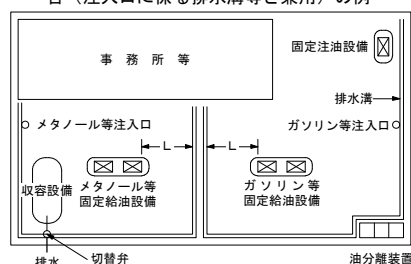 合（注入口に係る排水溝等と兼用）の例
事務所等
固定注油設備
排水溝
メタノール等注入口
ガソリン等注入口
L
L
収容設備
メタノール等
固定給油設備
ガソリン等
固定給油設備
排水
切替弁
油分離装置